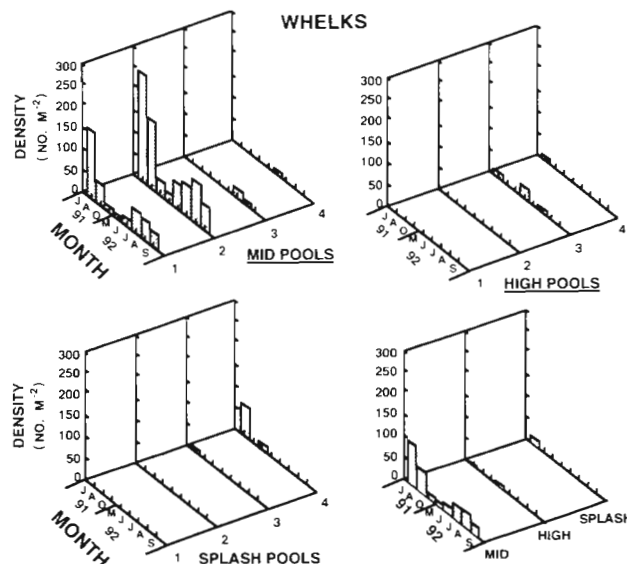 WHELKS
DENSITY
(NO. M⁻²)
300
250
200
150
100
50
0
J A O M J J A S
91 92
MONTH
1 2 3 4
MID POOLS
300
250
200
150
100
50
0
J A O M J J A S
91 92
1 2 3 4
HIGH POOLS
DENSITY
(NO. M⁻²)
300
250
200
150
100
50
0
J A O M J J A S
91 92
MONTH
1 2 3 4
SPLASH POOLS
300
250
200
150
100
50
0
J A O M J J A S
91 92
MID HIGH SPLASH